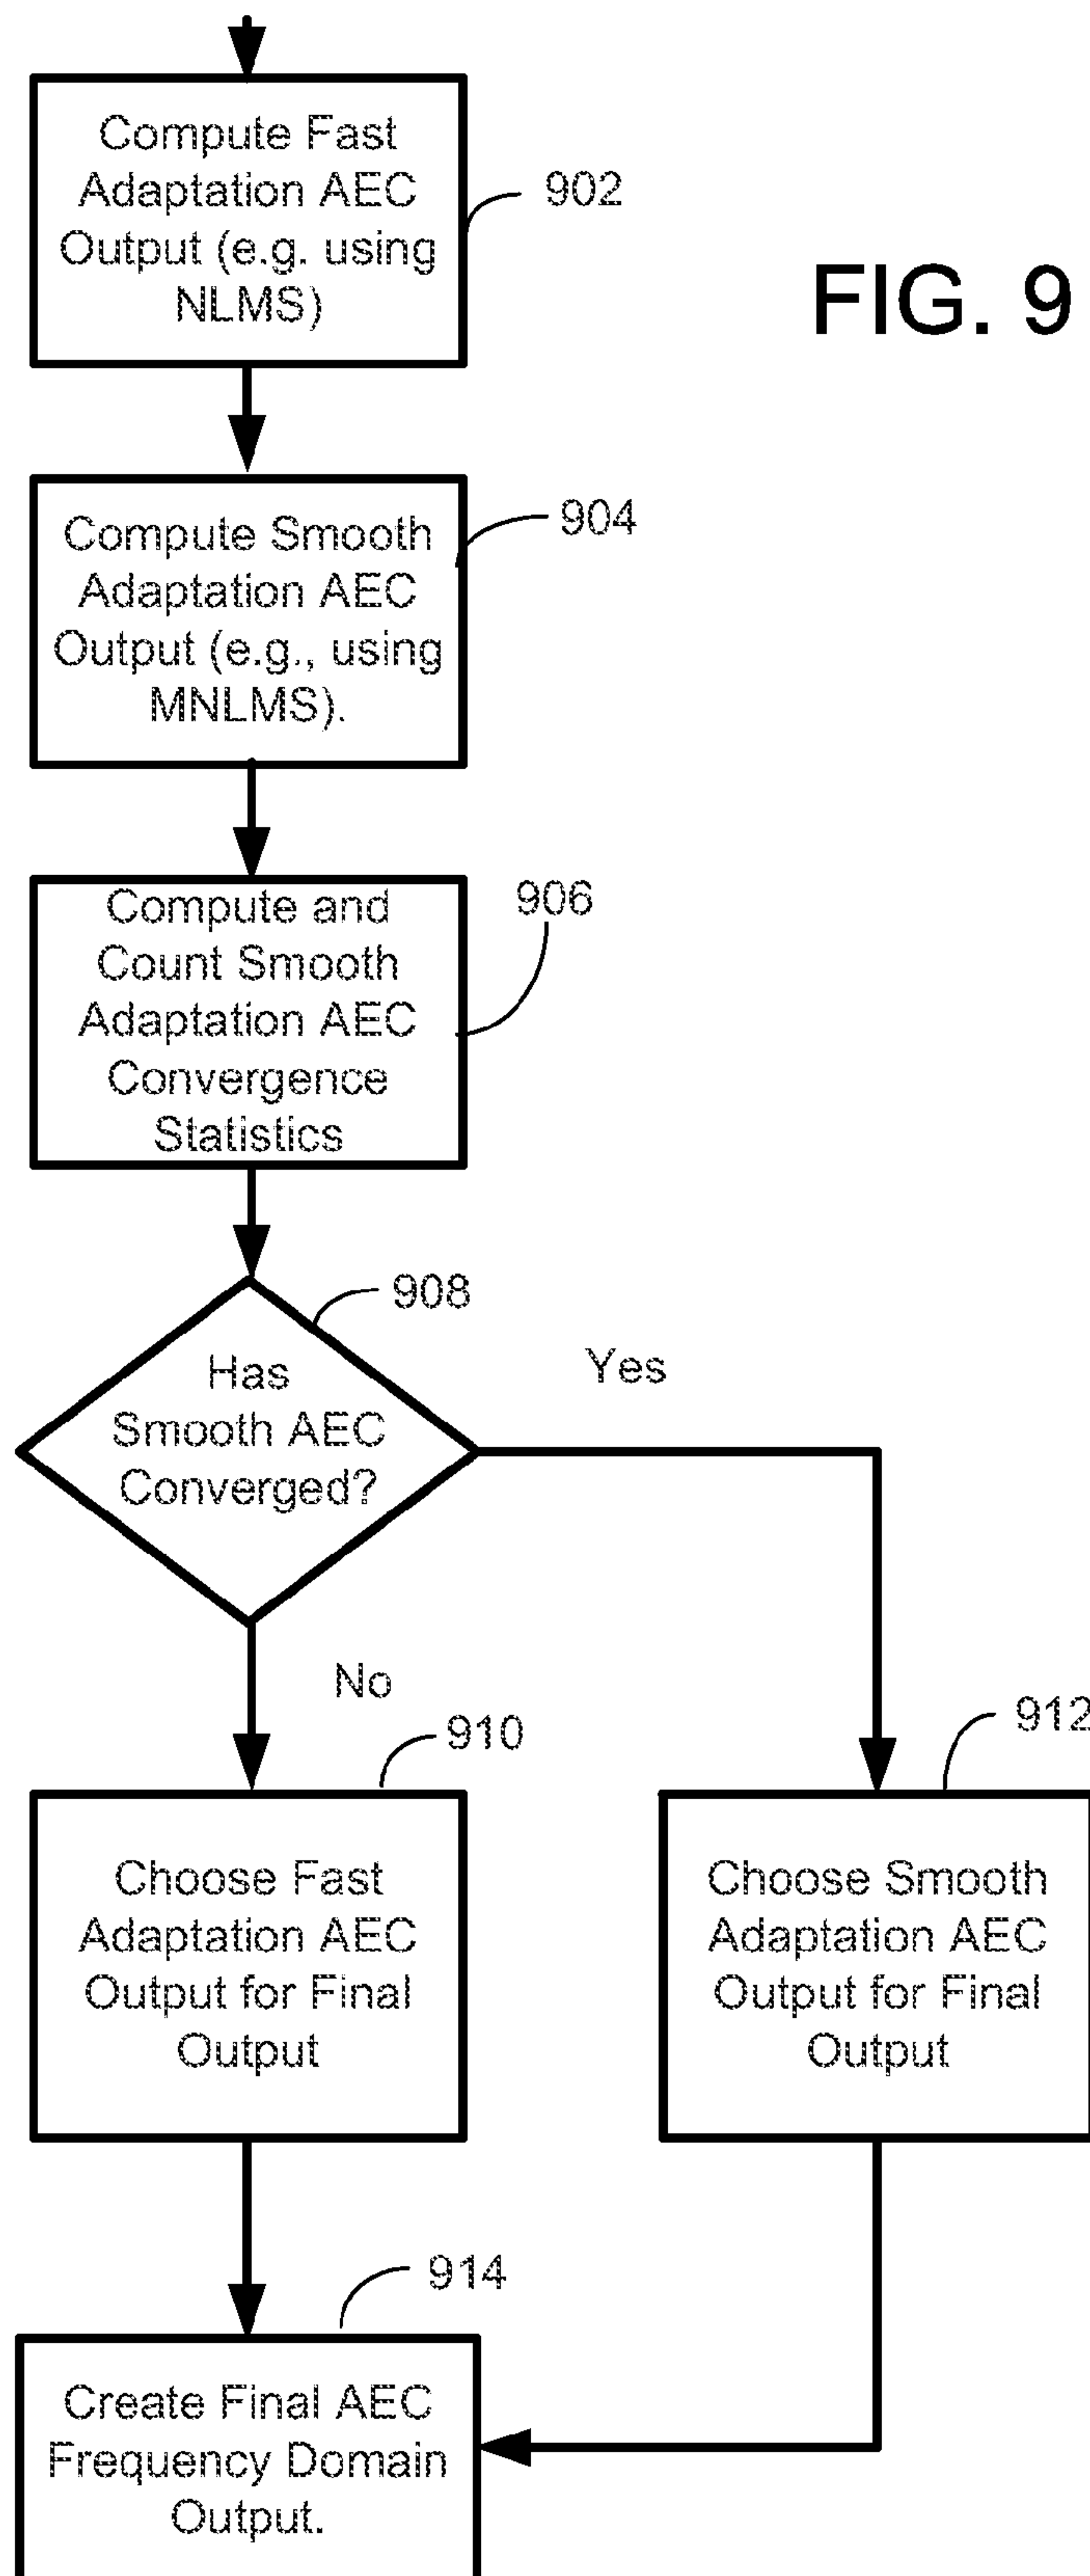 Compute Fast
Adaptation AEC
Output (e.g. using
NLMS)
902
FIG. 9
Compute Smooth
Adaptation AEC
Output (e.g., using
MNLMS).
904
Compute and
Count Smooth
Adaptation AEC
Convergence
Statistics
906
908
Has
Smooth AEC
Converged?
Yes
No
910
912
Choose Fast
Adaptation AEC
Output for Final
Output
Choose Smooth
Adaptation AEC
Output for Final
Output
914
Create Final AEC
Frequency Domain
Output.